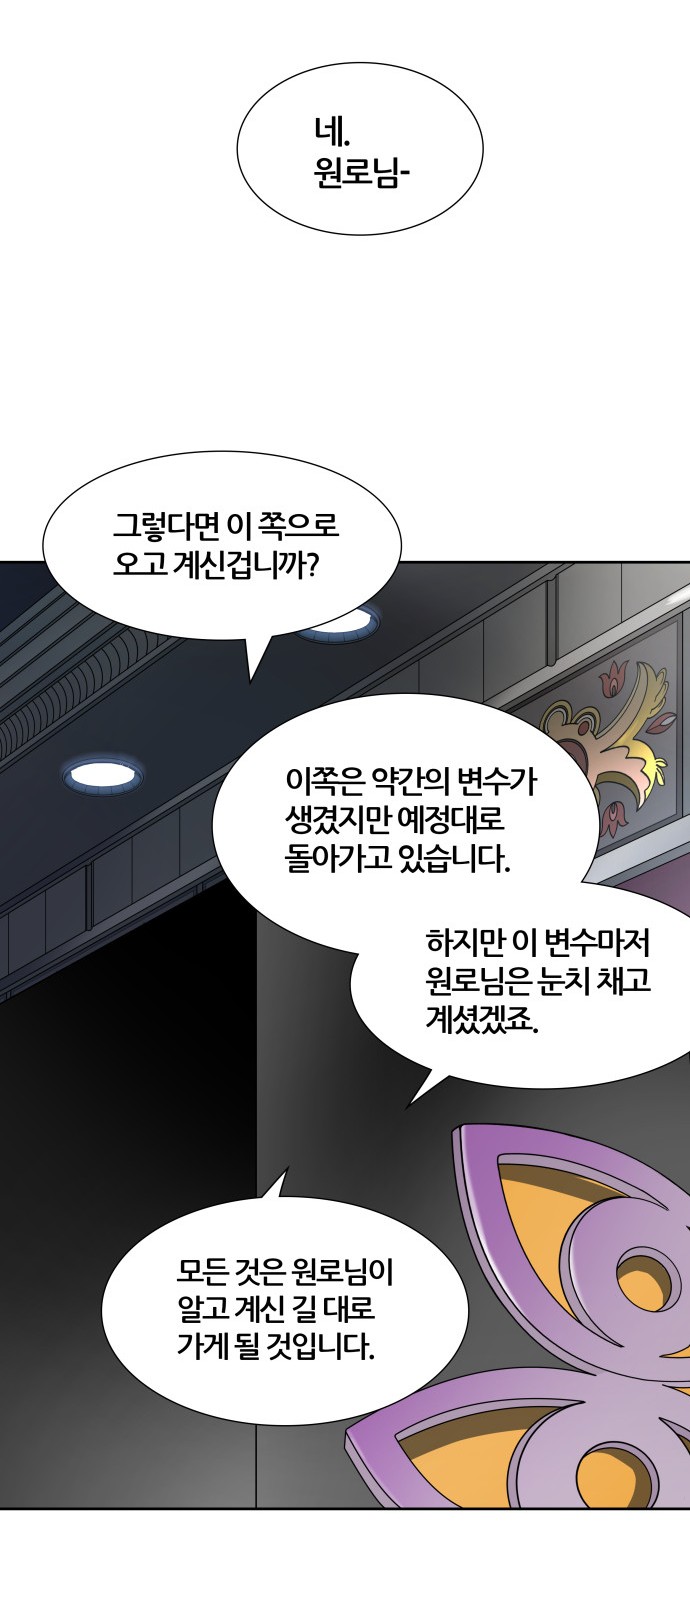 네.
원로님-
그렇다면 이 쪽으로
오고 계신겁니까?
이쪽은 약간의 변수가
생겼지만 예정대로
돌아가고 있습니다.
하지만 이 변수마저
원로님은 눈치 채고
계셨겠죠.
모든 것은 원로님이
알고 계신 길 대로
가게 될 것입니다.